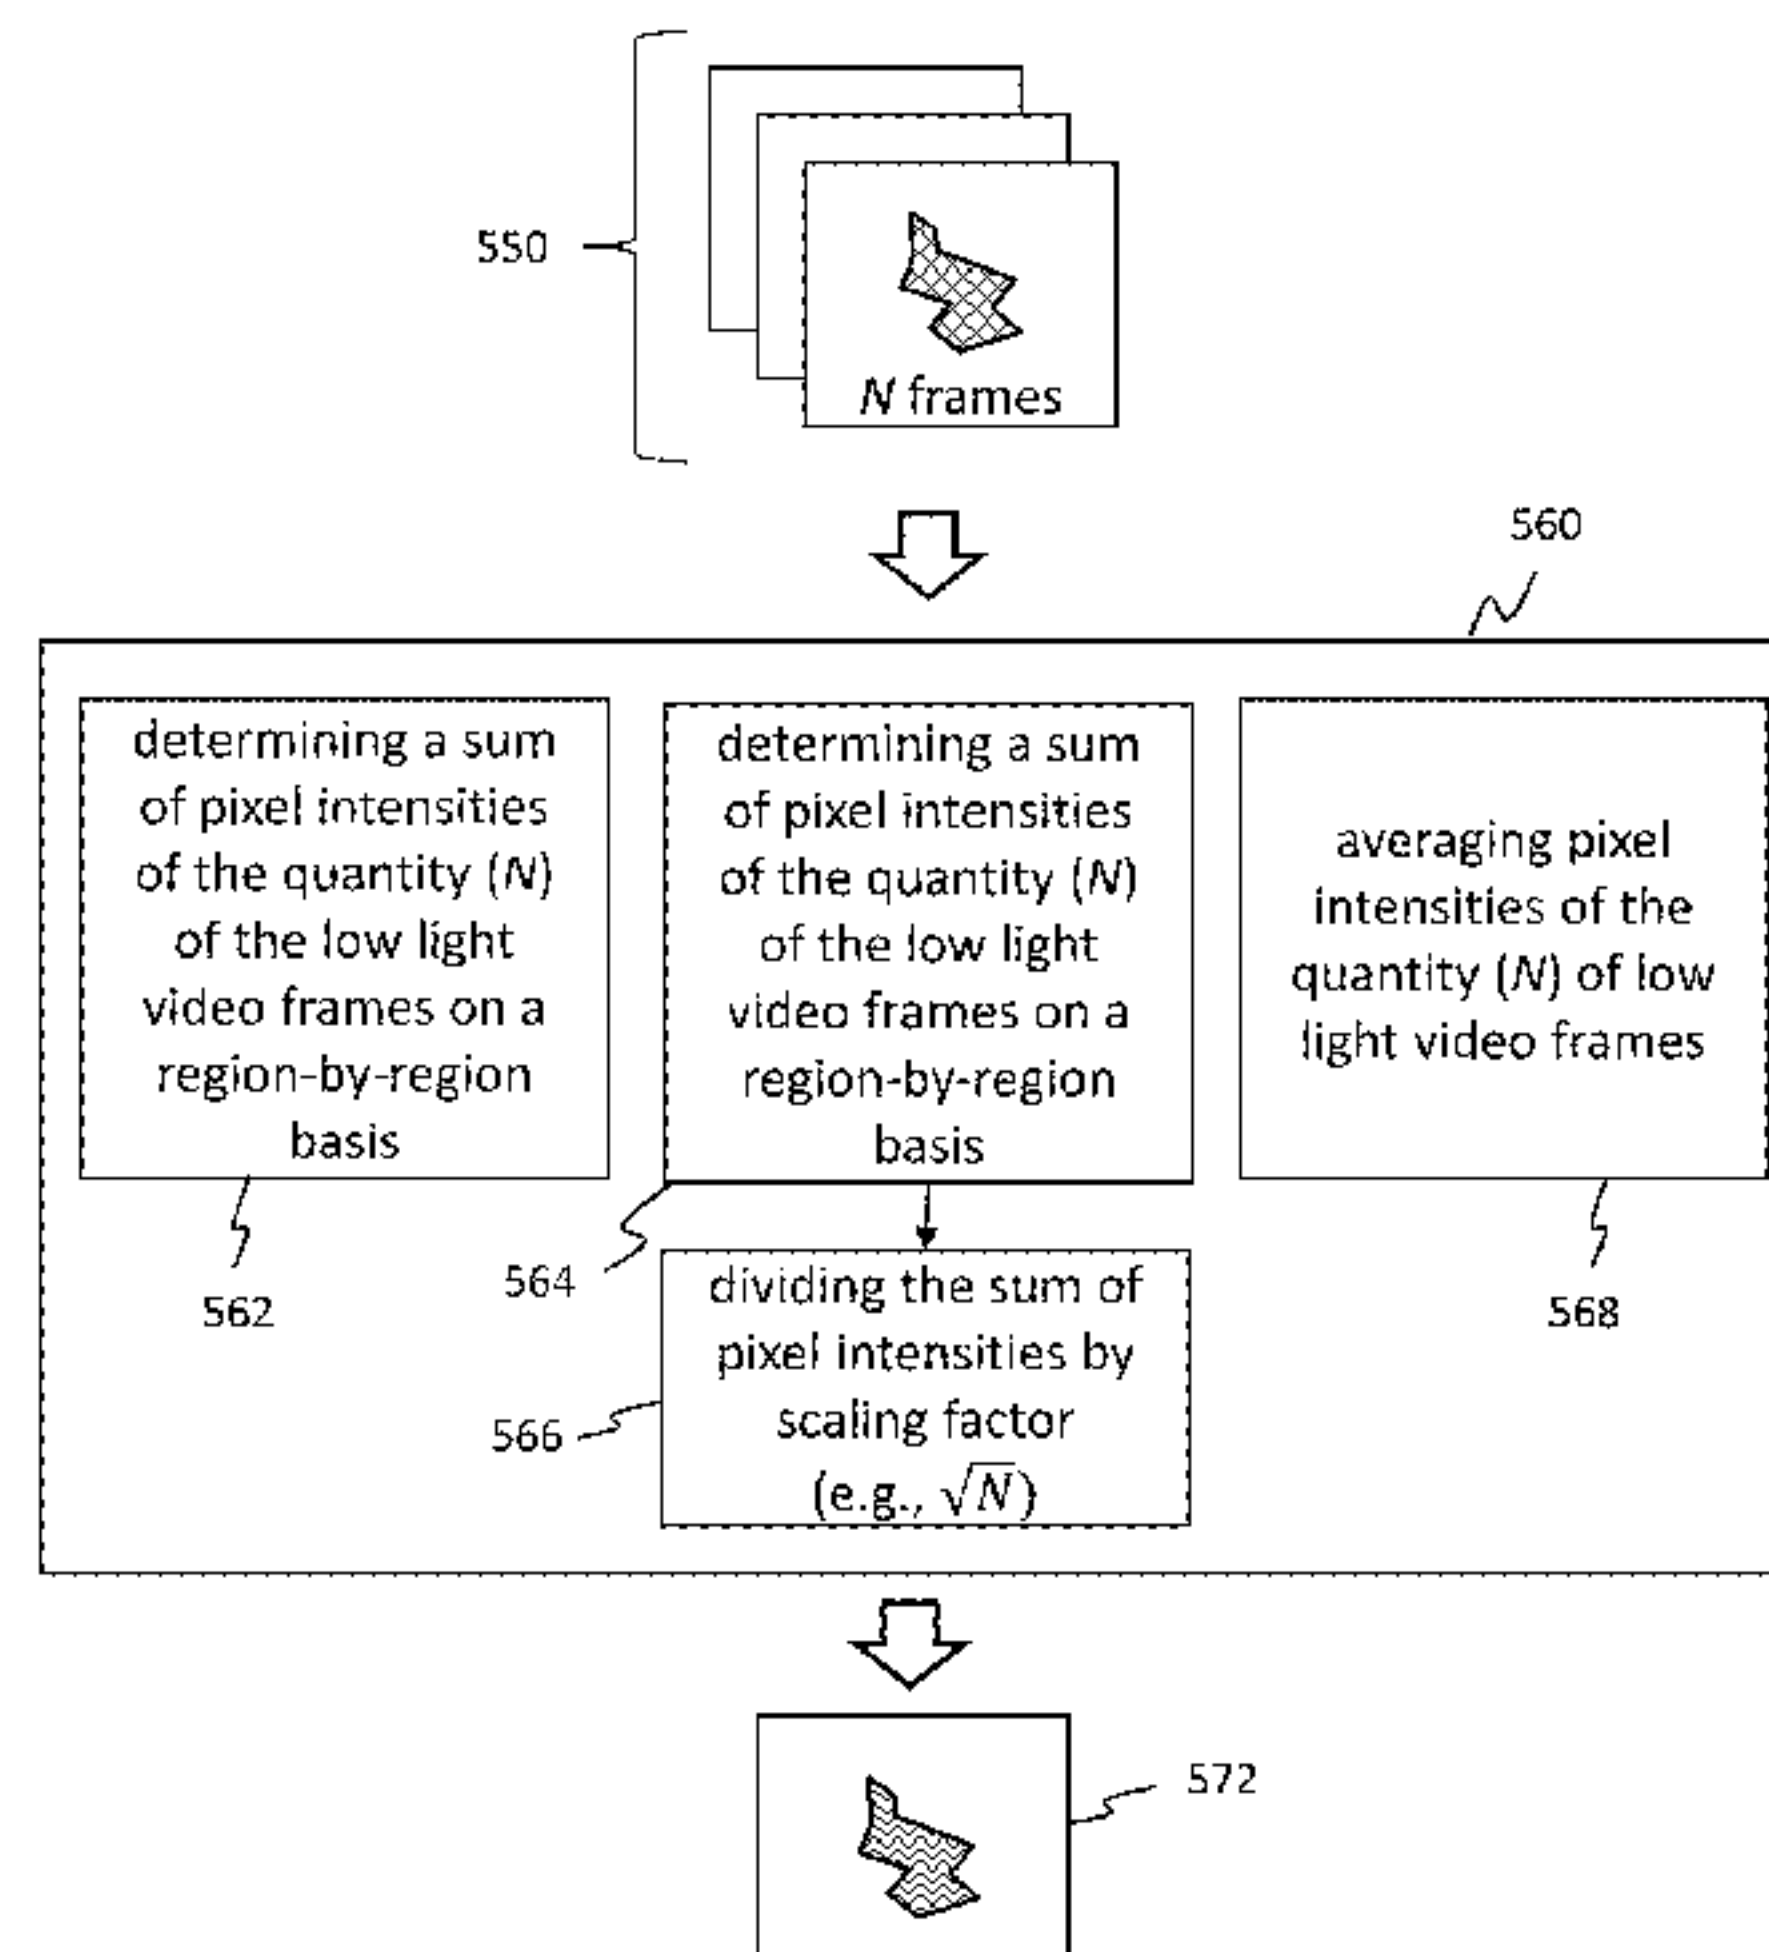 550
N frames
560
determining a sum
of pixel intensities
of the quantity (N)
of the low light
video frames on a
region-by-region
basis
562
determining a sum
of pixel intensities
of the quantity (N)
of the low light
video frames on a
region-by-region
basis
564
averaging pixel
intensities of the
quantity (N) of low
light video frames
568
dividing the sum of
pixel intensities by
scaling factor
(e.g., √N)
566
572